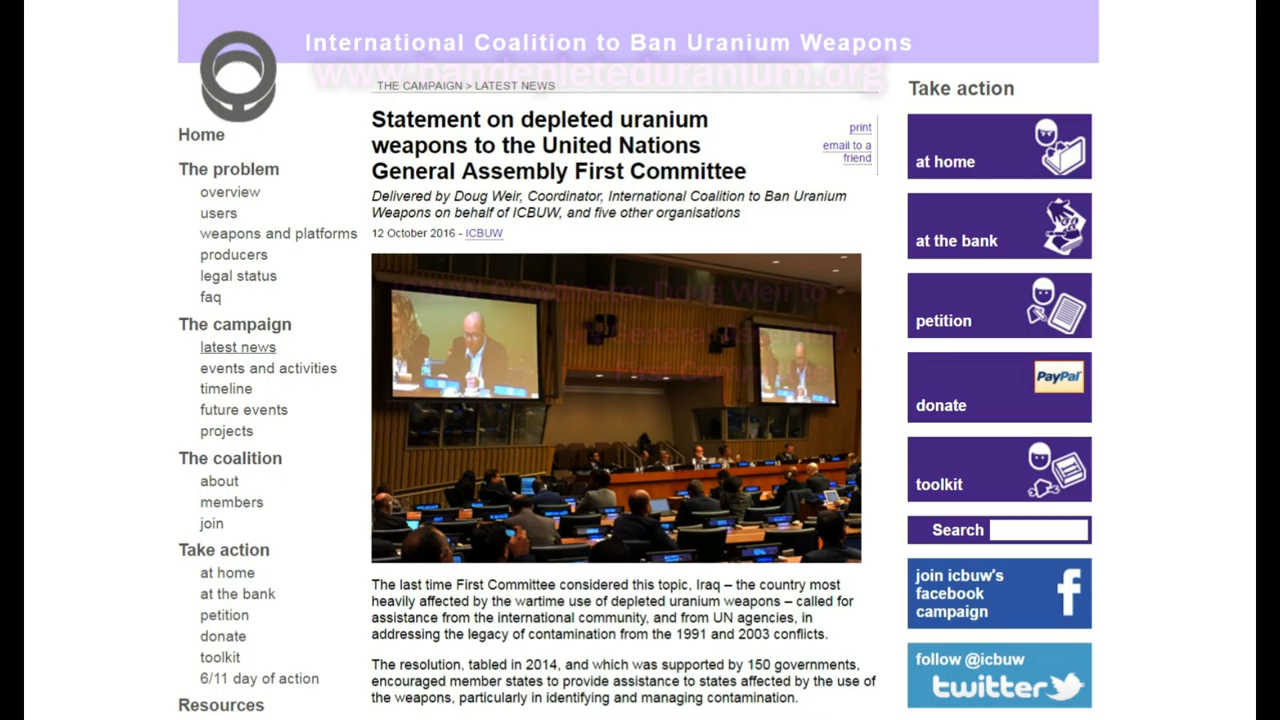 International Coalition to Ban Uranium Weapons
www.bandepleteduranium.org
THE CAMPAIGN > LATEST NEWS
Statement on depleted uranium
weapons to the United Nations
General Assembly First Committee
Delivered by Doug Weir, Coordinator, International Coalition to Ban Uranium
Weapons on behalf of ICBUW, and five other organisations
12 October 2016 - ICBUW
print
email to a
friend
Coordinator Doug Weir to
UN General Assembly
First Committee
The last time First Committee considered this topic, Iraq – the country most
heavily affected by the wartime use of depleted uranium weapons – called for
assistance from the international community, and from UN agencies, in
addressing the legacy of contamination from the 1991 and 2003 conflicts.
The resolution, tabled in 2014, and which was supported by 150 governments,
encouraged member states to provide assistance to states affected by the use of
the weapons, particularly in identifying and managing contamination.
Home
The problem
overview
users
weapons and platforms
producers
legal status
faq
The campaign
latest news
events and activities
timeline
future events
projects
The coalition
about
members
join
Take action
at home
at the bank
petition
donate
toolkit
6/11 day of action
Resources
Take action
at home
at the bank
petition
PayPal
donate
toolkit
Search
join icbuw's
facebook
campaign
f
follow @icbuw
twitter